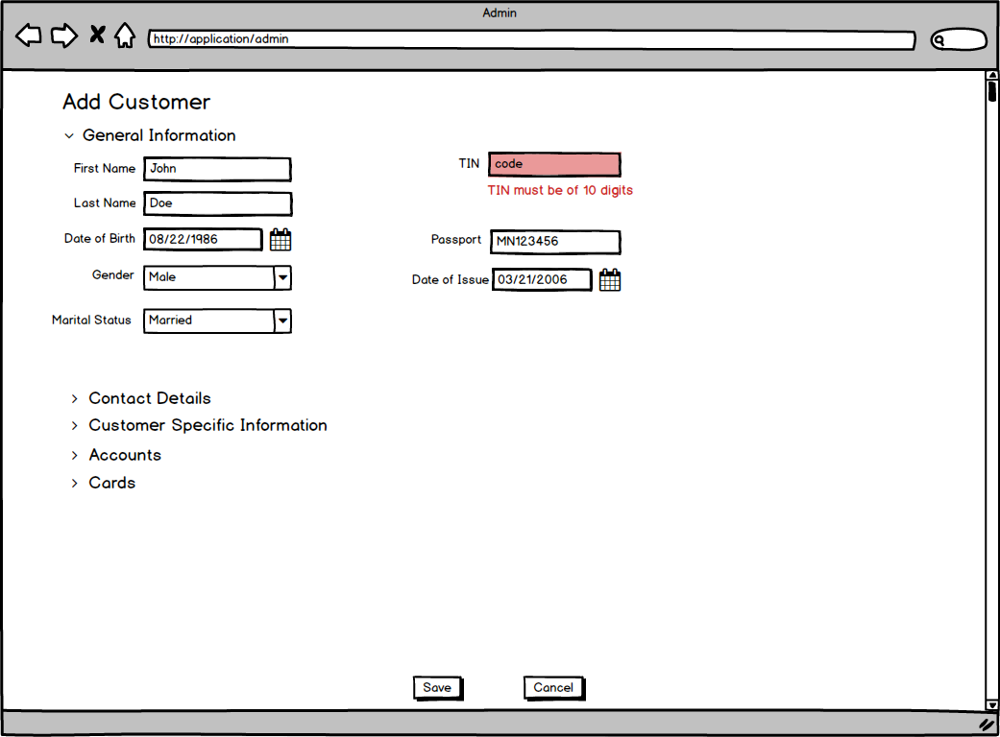 Admin
http://application/admin
Add Customer
General Information
First Name John
Last Name Doe
Date of Birth 08/22/1986
Gender Male
Marital Status Married
TIN code
TIN must be of 10 digits
Passport MN123456
Date of Issue 03/21/2006
Contact Details
Customer Specific Information
Accounts
Cards
Save Cancel